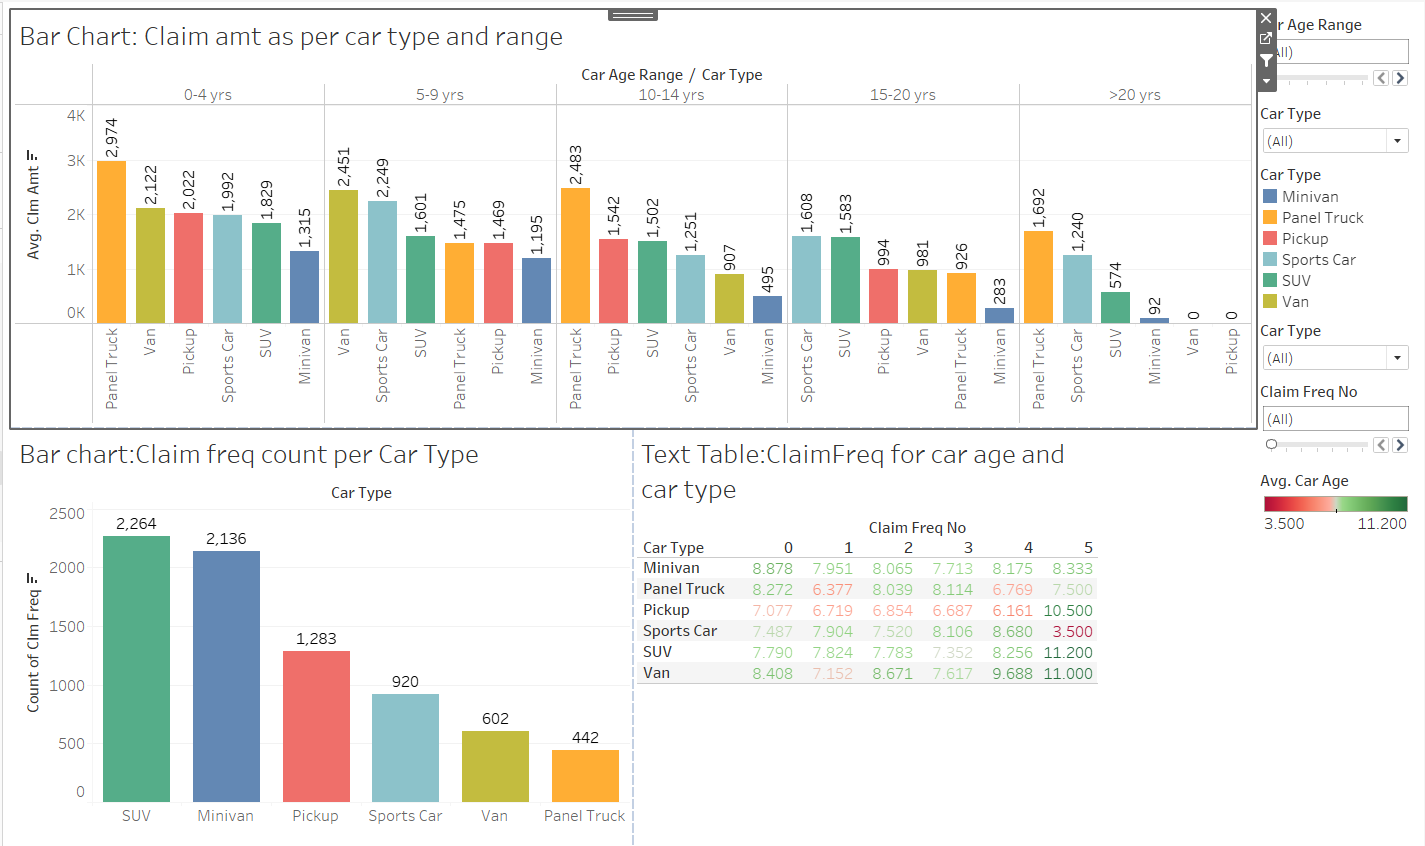 Bar Chart: Claim amt as per car type and range
Car Age Range / Car Type
0-4 yrs 5-9 yrs 10-14 yrs 15-20 yrs >20 yrs
Avg. Clm Amt
4K
3K
2K
1K
0K
2,974 2,122 2,022 1,992 1,829 1,315 2,451 2,249 1,601 1,475 1,469 1,195 2,483 1,542 1,502 1,251 907 495 1,608 1,583 994 981 926 283 1,692 1,240 574 92 0 0
Panel Truck Van Pickup Sports Car SUV Minivan Van Sports Car SUV Panel Truck Pickup Minivan Panel Truck Pickup SUV Sports Car Van Minivan Sports Car SUV Pickup Van Panel Truck Minivan Panel Truck Sports Car SUV Minivan Van Pickup
r Age Range
All)
Car Type
(All)
Car Type
Minivan
Panel Truck
Pickup
Sports Car
SUV
Van
Car Type
(All)
Claim Freq No
(All)
Avg. Car Age
3.500 11.200
Bar chart:Claim freq count per Car Type
Car Type
Count of Clm Freq
2500
2000
1500
1000
500
0
2,264 2,136 1,283 920 602 442
SUV Minivan Pickup Sports Car Van Panel Truck
Text Table:ClaimFreq for car age and
car type
Claim Freq No
Car Type 0 1 2 3 4 5
Minivan 8.878 7.951 8.065 7.713 8.175 8.333
Panel Truck 8.272 6.377 8.039 8.114 6.769 7.500
Pickup 7.077 6.719 6.854 6.687 6.161 10.500
Sports Car 7.487 7.904 7.520 8.106 8.680 3.500
SUV 7.790 7.824 7.783 7.352 8.256 11.200
Van 8.408 7.152 8.671 7.617 9.688 11.000